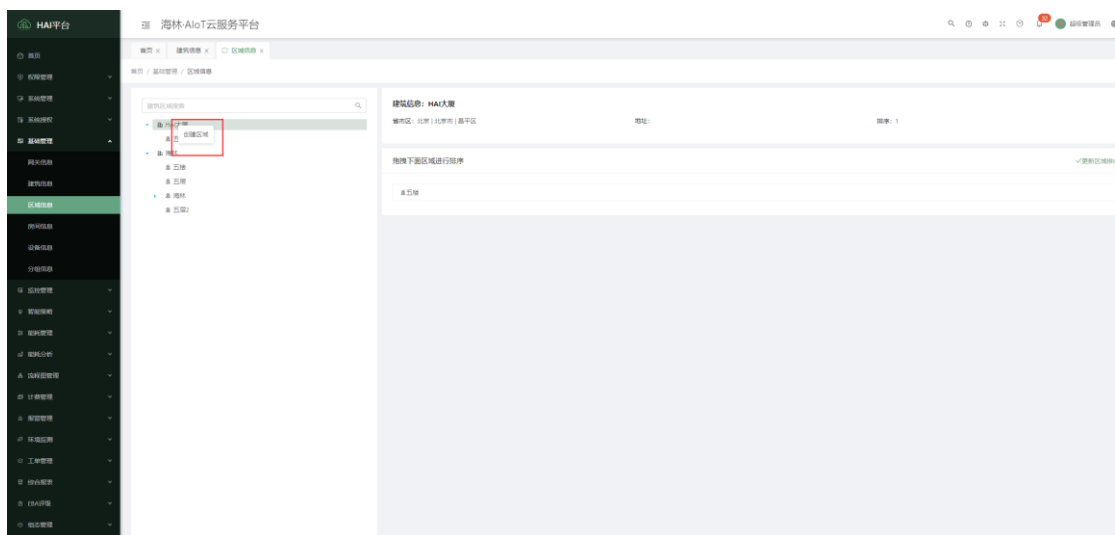 HAI平台
海林·AIoT云服务平台
32
超级管理员
首页 ×
建筑信息 ×
区域信息 ×
首页 / 基础管理 / 区域信息
首页
权限管理
系统管理
系统授权
基础管理
网关信息
建筑信息
区域信息
房间信息
设备信息
分组信息
监控管理
智能策略
能耗管理
能耗分析
流程图管理
计费管理
报警管理
环境监测
工单管理
综合报表
EBA评估
组态管理
建筑区域搜索
HAI大厦
创建区域
五
海林
五楼
五层
海林
五层2
建筑信息：HAI大厦
省市区：北京 | 北京市 | 昌平区
地址：
排序：1
拖拽下面区域进行排序
更新区域排
五楼